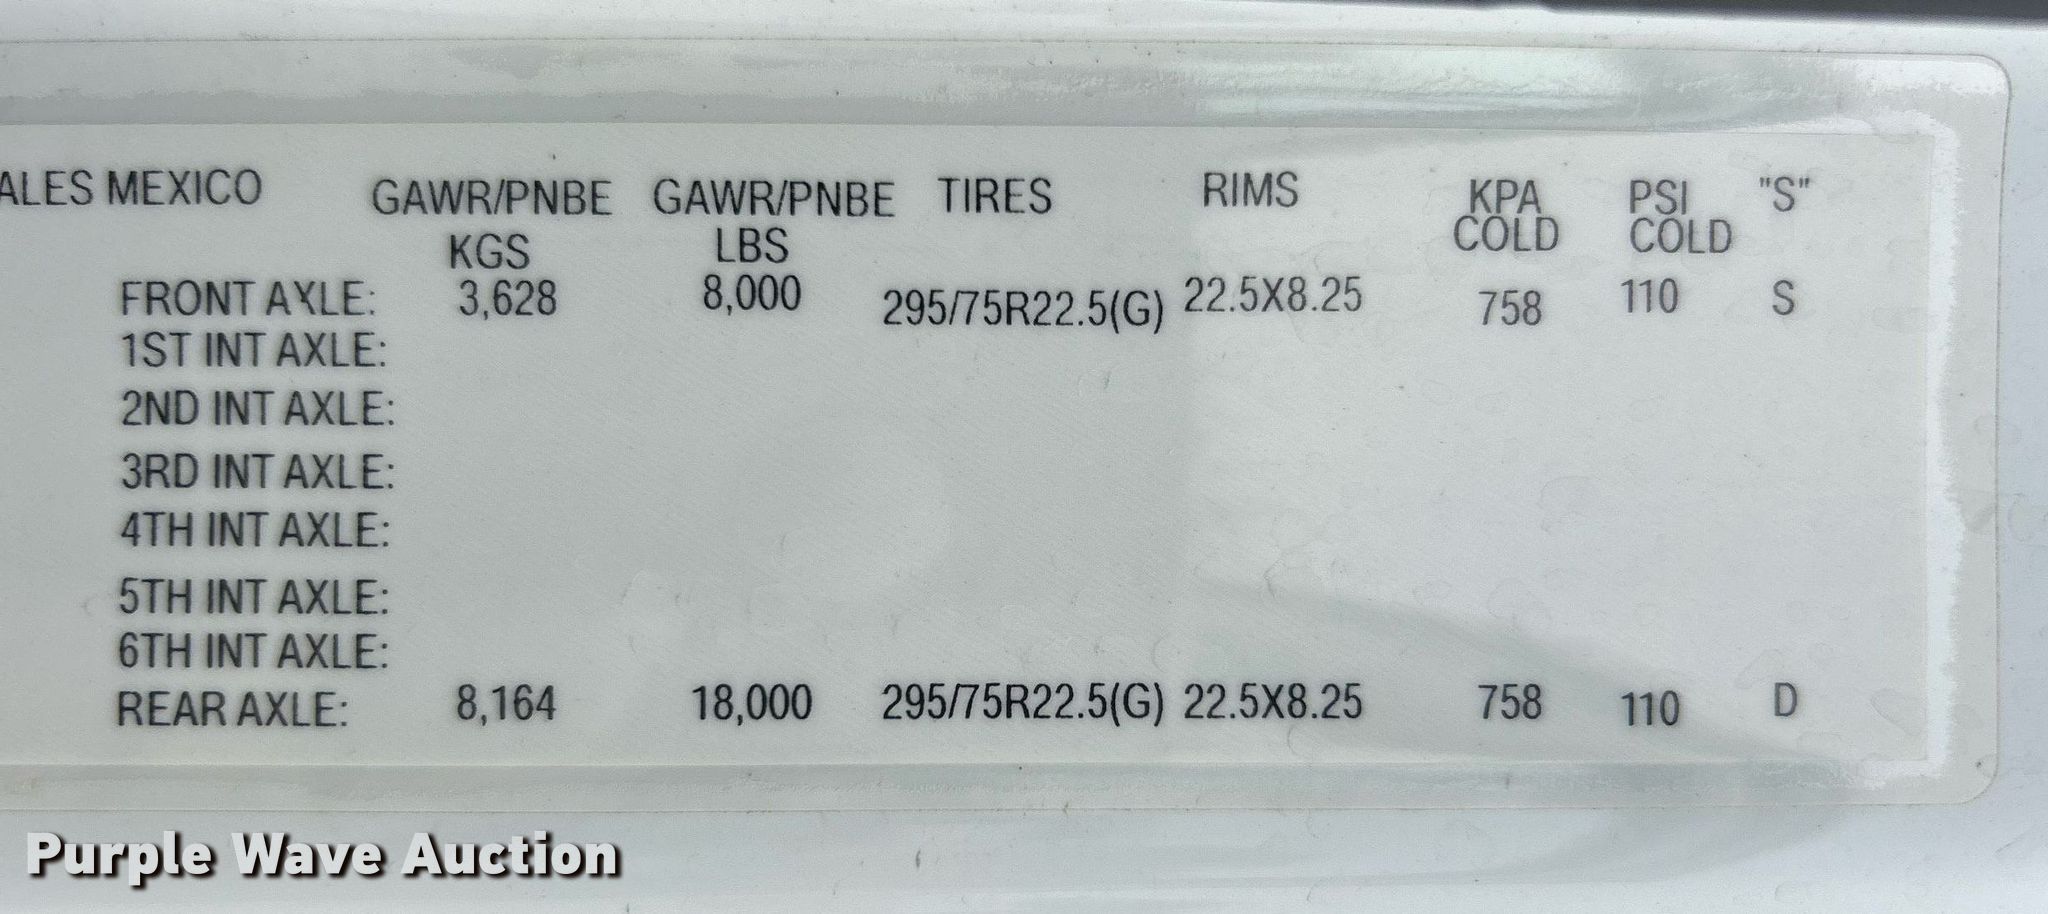 ALES MEXICO GAWR/PNBE GAWR/PNBE TIRES RIMS KPA PSI "S"
KGS LBS COLD COLD
FRONT AXLE: 3,628 8,000 295/75R22.5(G) 22.5X8.25 758 110 S
1ST INT AXLE:
2ND INT AXLE:
3RD INT AXLE:
4TH INT AXLE:
5TH INT AXLE:
6TH INT AXLE:
REAR AXLE: 8,164 18,000 295/75R22.5(G) 22.5X8.25 758 110 D
Purple Wave Auction